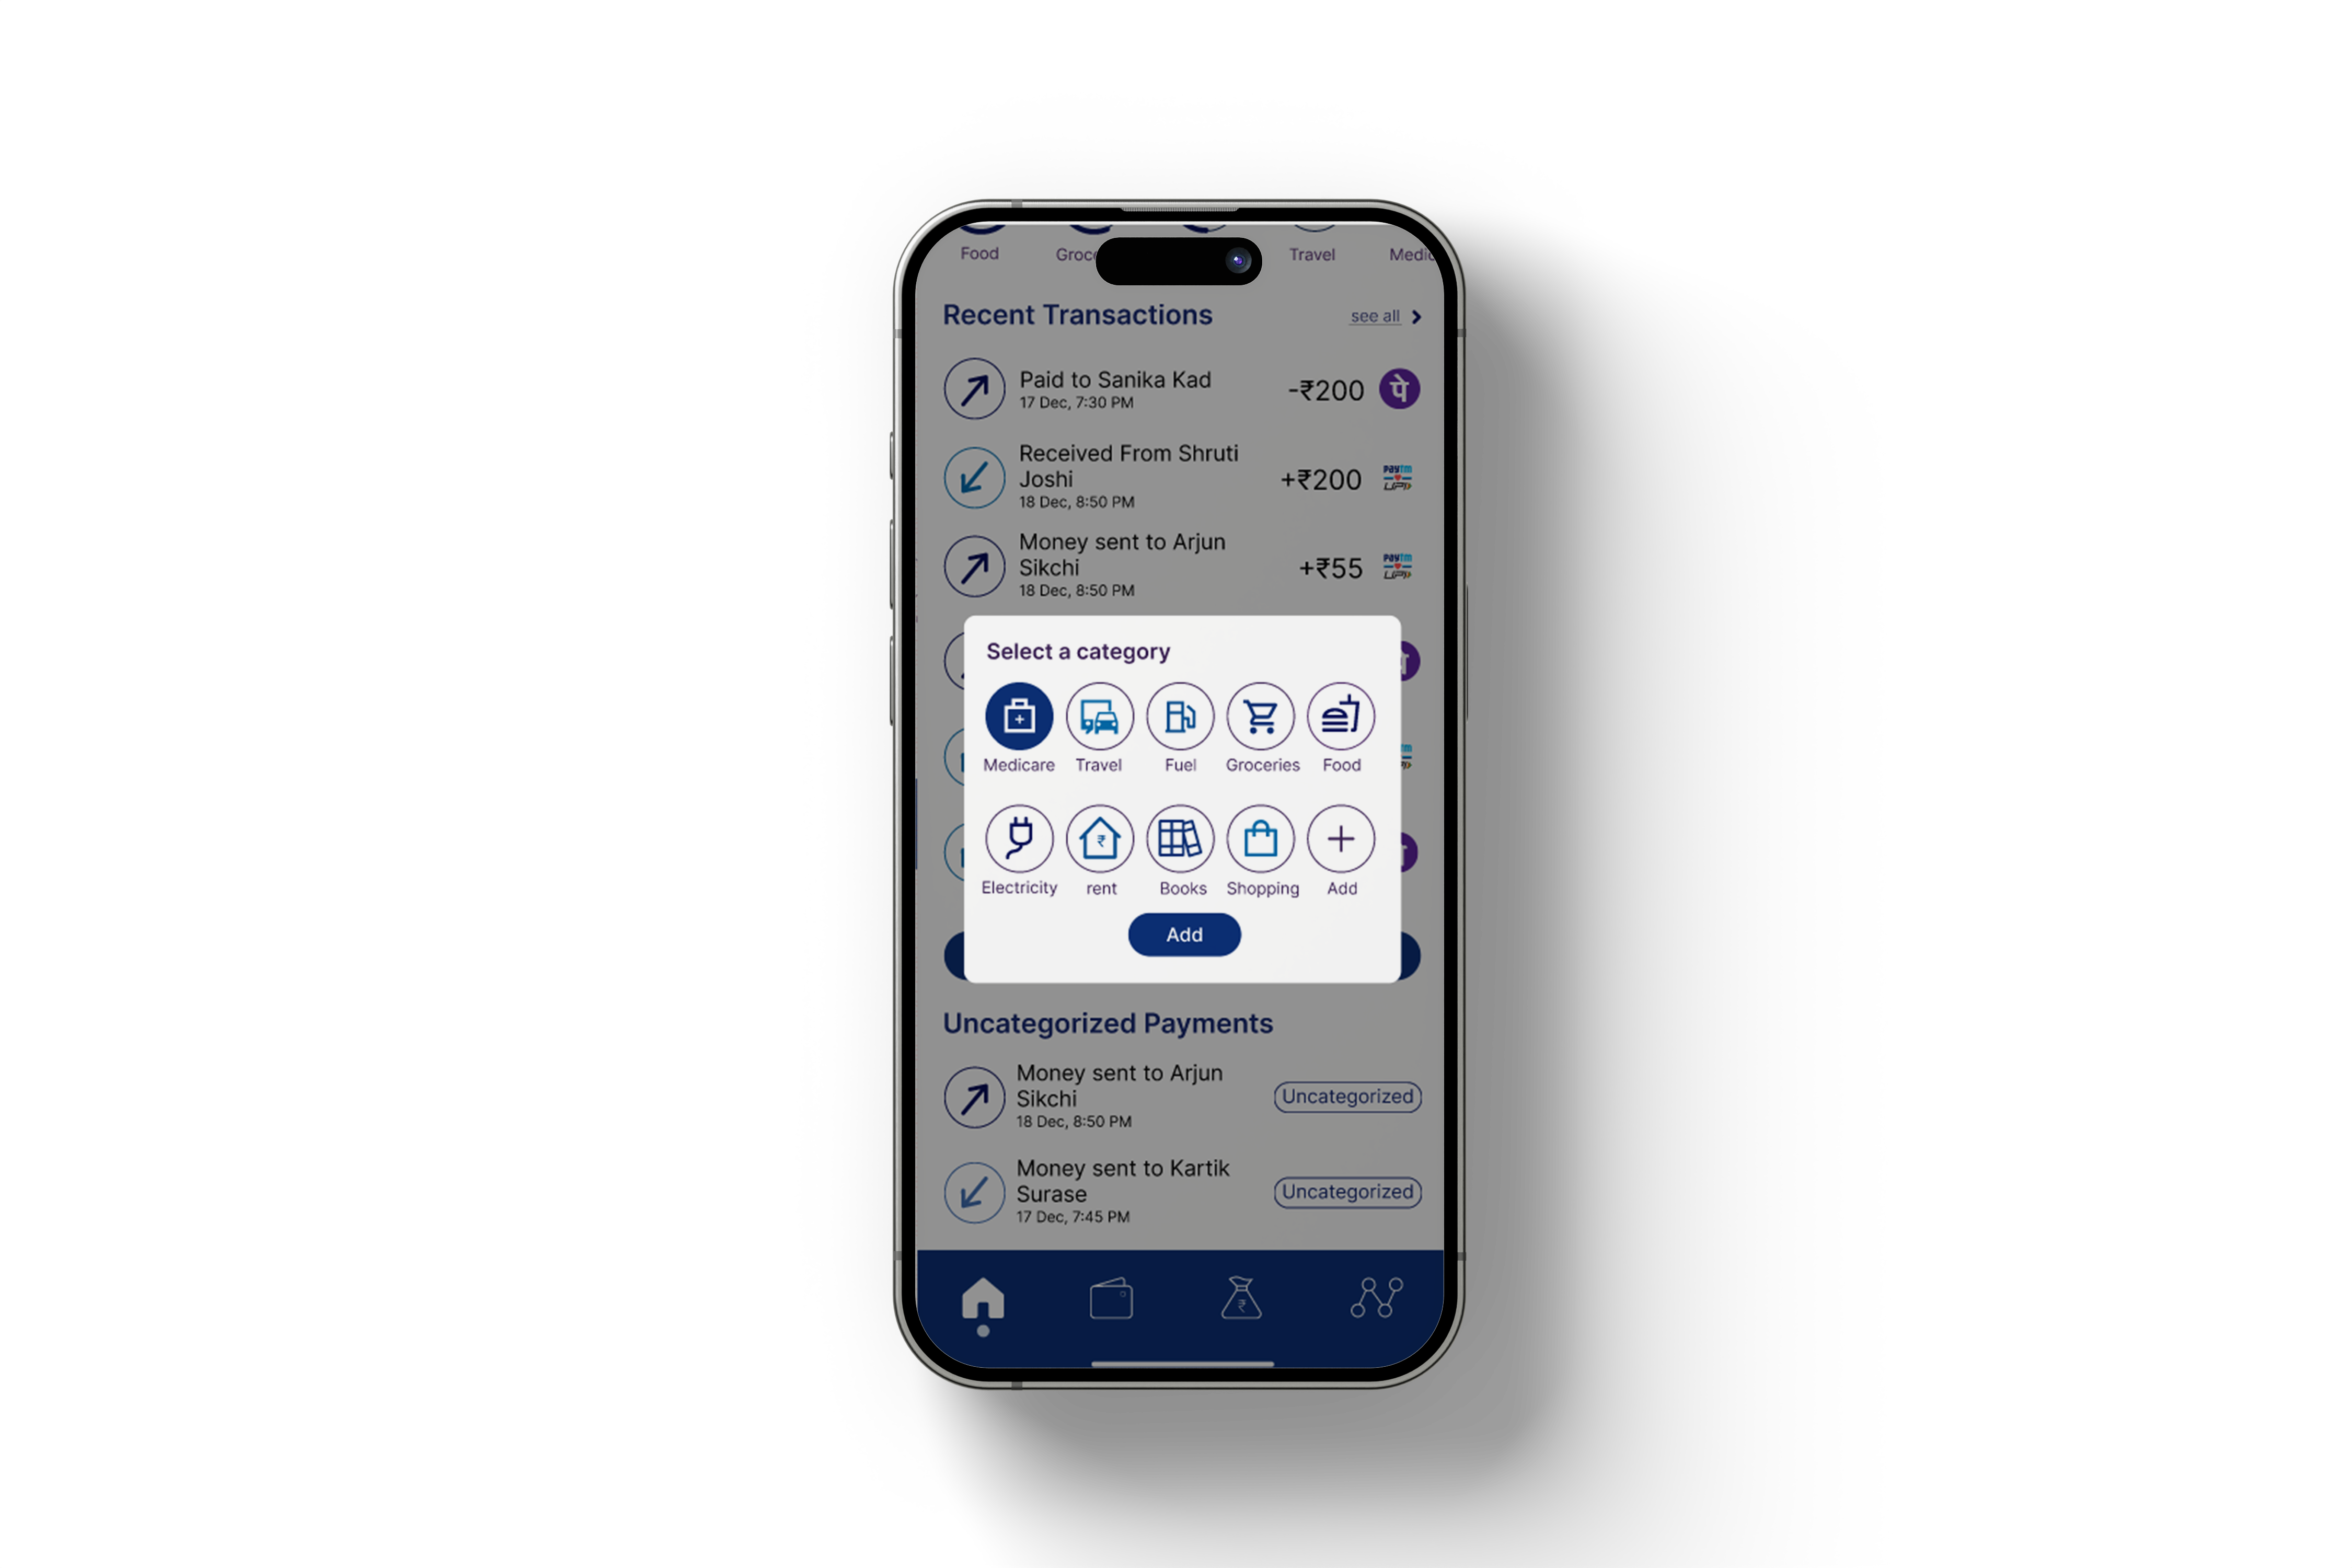 Food
Travel
Recent Transactions
see all
Paid to Sanika Kad
17 Dec, 7:30 PM
-₹200
पे
Received From Shruti
Joshi
18 Dec, 8:50 PM
+₹200
paytm
UPI
Money sent to Arjun
Sikchi
18 Dec, 8:50 PM
+₹55
paytm
UPI
Select a category
Medicare Travel Fuel Groceries Food
₹
Electricity rent Books Shopping Add
Add
Uncategorized Payments
Money sent to Arjun
Sikchi
18 Dec, 8:50 PM
Uncategorized
Money sent to Kartik
Surase
17 Dec, 7:45 PM
Uncategorized
₹